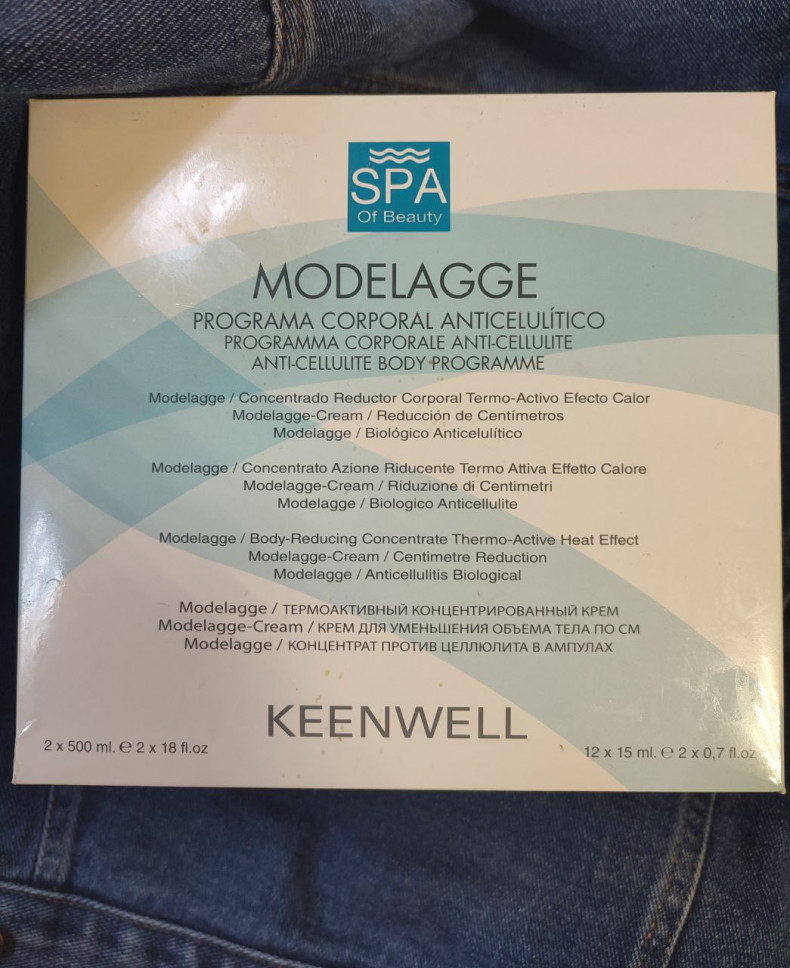 SPA
Of Beauty
MODELAGGE
PROGRAMA CORPORAL ANTICELULÍTICO
PROGRAMMA CORPORALE ANTI-CELLULITE
ANTI-CELLULITE BODY PROGRAMME
Modelagge / Concentrado Reductor Corporal Termo-Activo Efecto Calor
Modelagge-Cream / Reducción de Centímetros
Modelagge / Biológico Anticelulítico
Modelagge / Concentrato Azione Riducente Termo Attiva Effetto Calore
Modelagge-Cream / Riduzione di Centimetri
Modelagge / Biologico Anticellulite
Modelagge / Body-Reducing Concentrate Thermo-Active Heat Effect
Modelagge-Cream / Centimetre Reduction
Modelagge / Anticellulitis Biological
Modelagge / ТЕРМОАКТИВНЫЙ КОНЦЕНТРИРОВАННЫЙ КРЕМ
Modelagge-Cream / КРЕМ ДЛЯ УМЕНЬШЕНИЯ ОБЪЕМА ТЕЛА ПО СМ
Modelagge / КОНЦЕНТРАТ ПРОТИВ ЦЕЛЛЮЛИТА В АМПУЛАХ
KEENWELL
2 x 500 ml. ℮ 2 x 18 fl.oz
12 x 15 ml. ℮ 2 x 0,7 fl.oz